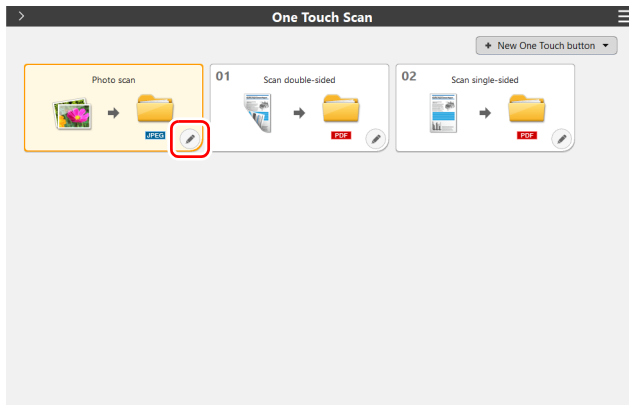 One Touch Scan
+ New One Touch button
Photo scan
JPEG
01 Scan double-sided
PDF
02 Scan single-sided
PDF